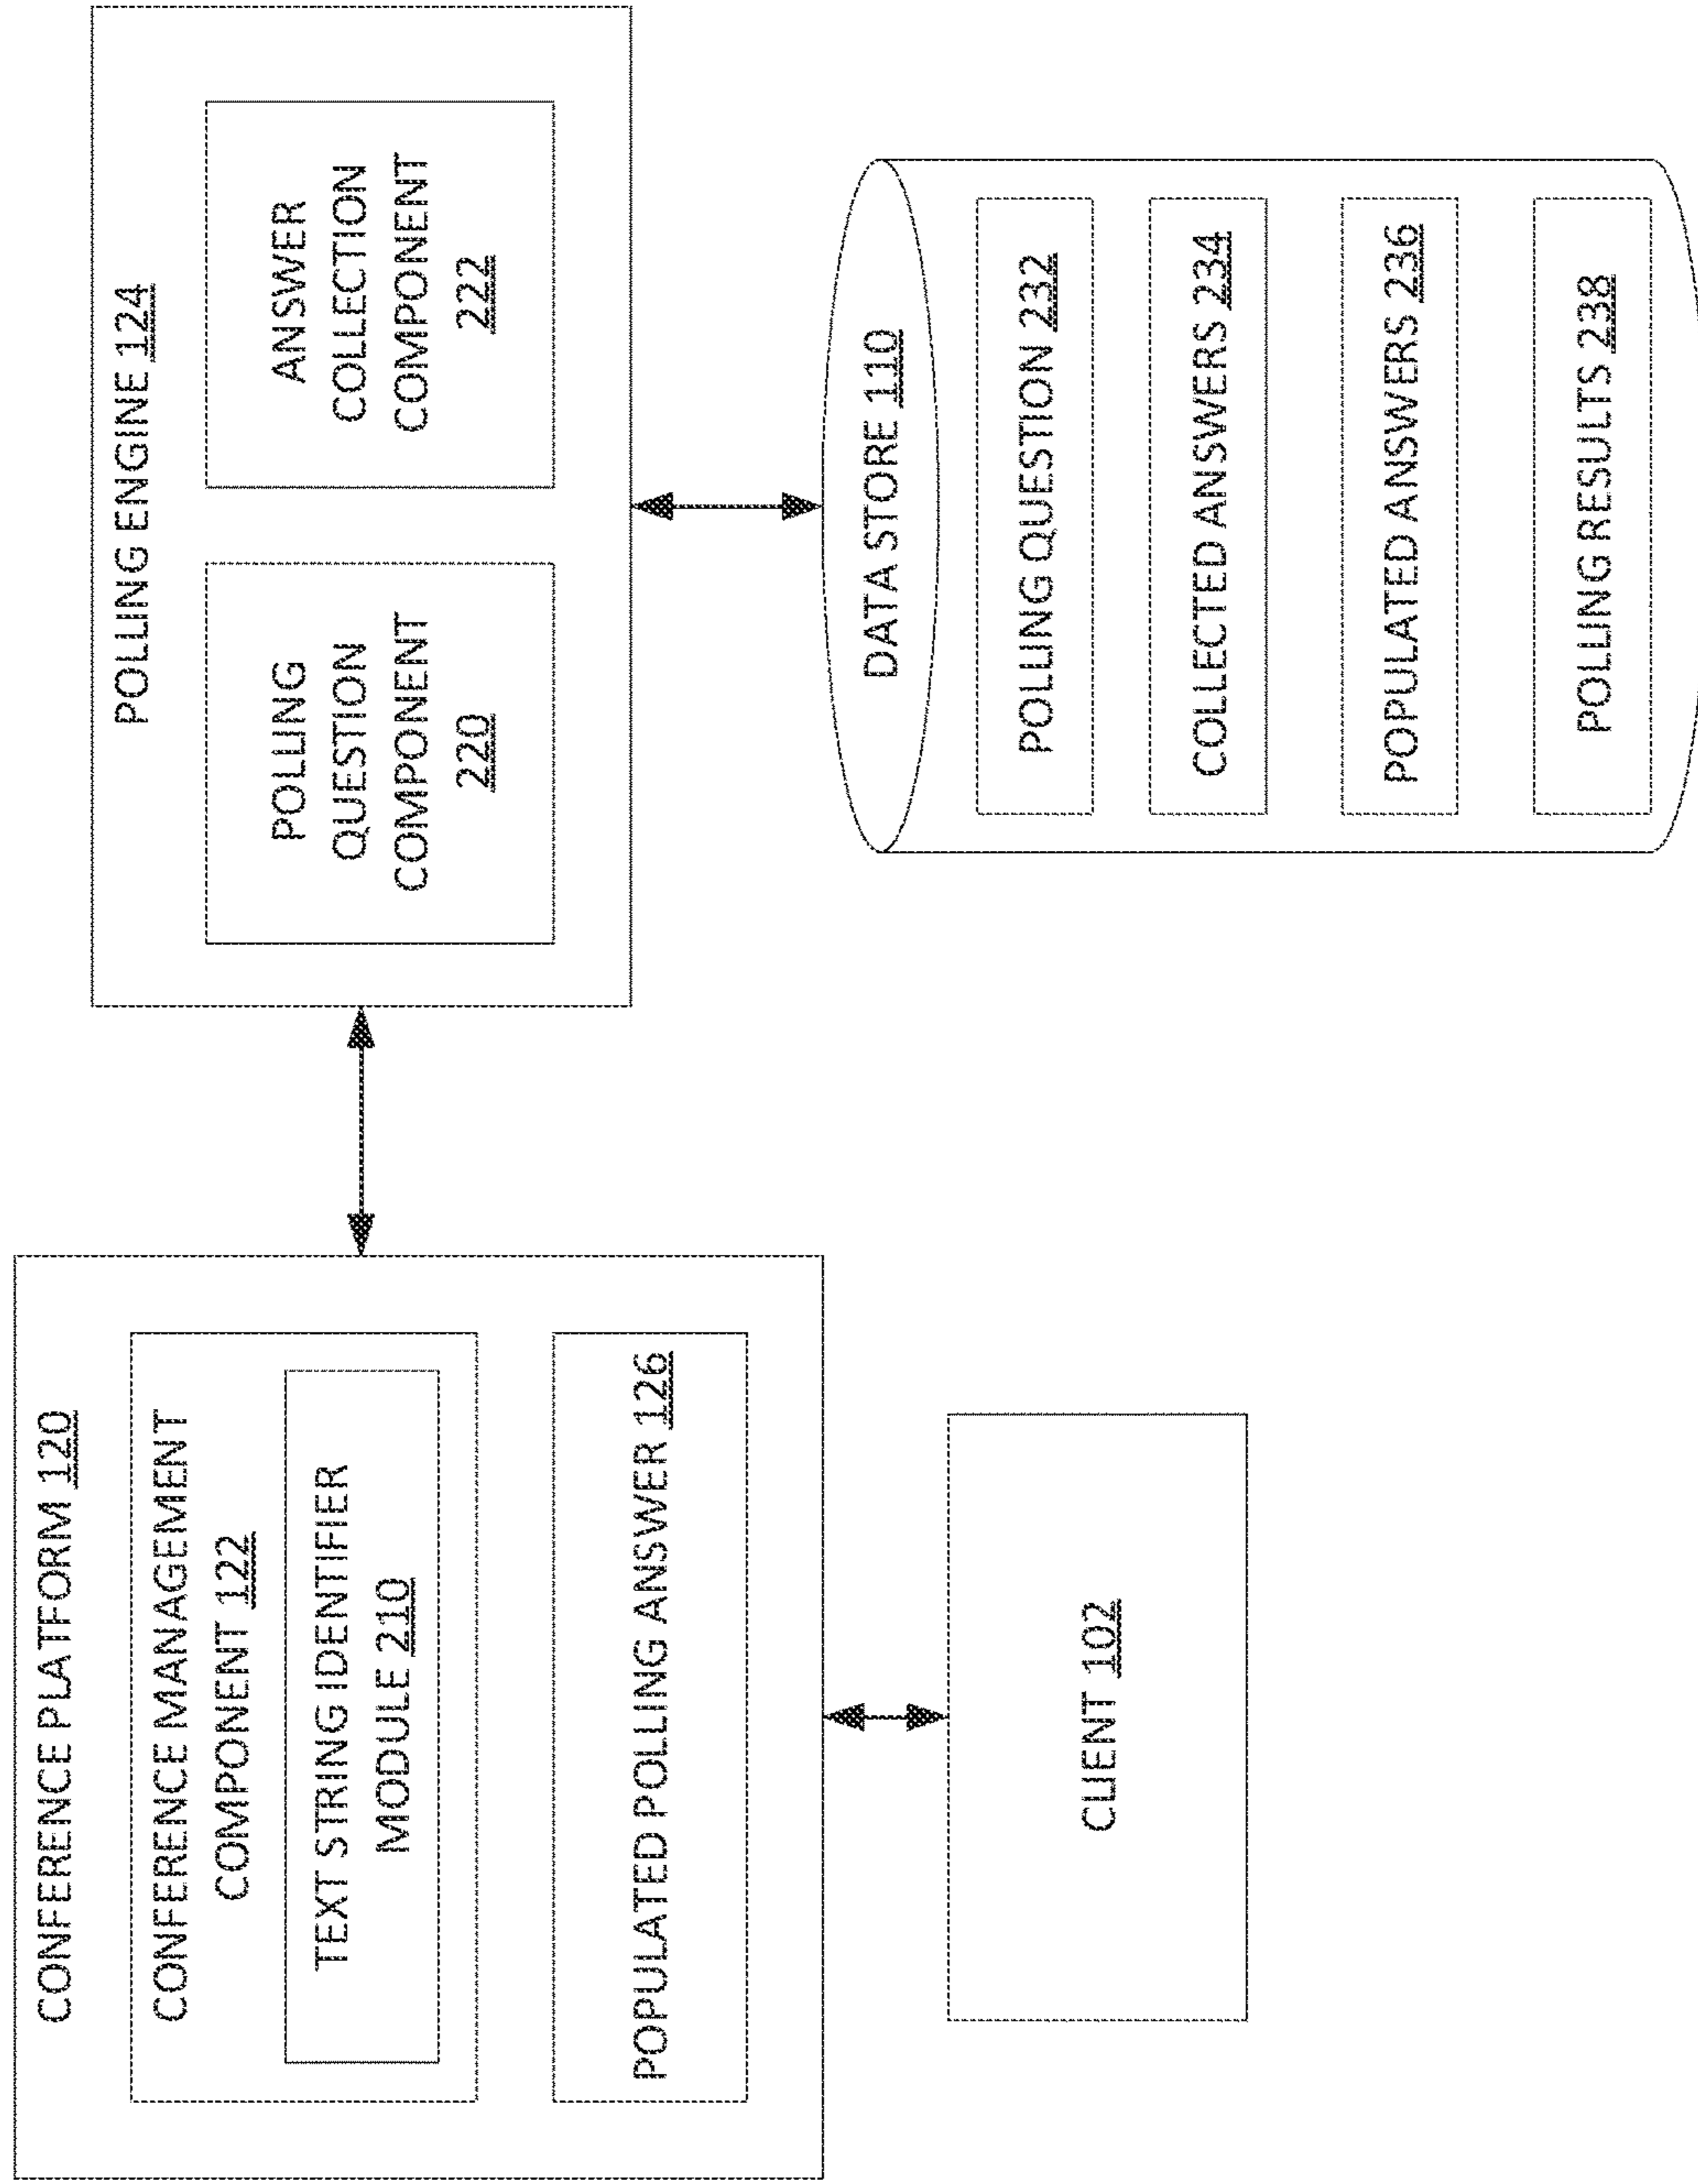 CONFERENCE PLATFORM 120
CONFERENCE MANAGEMENT
COMPONENT 122
TEXT STRING IDENTIFIER
MODULE 210
POPULATED POLLING ANSWER 126
CLIENT 102
POLLING ENGINE 124
POLLING
QUESTION
COMPONENT
220
ANSWER
COLLECTION
COMPONENT
222
DATA STORE 110
POLLING QUESTION 232
COLLECTED ANSWERS 234
POPULATED ANSWERS 236
POLLING RESULTS 238